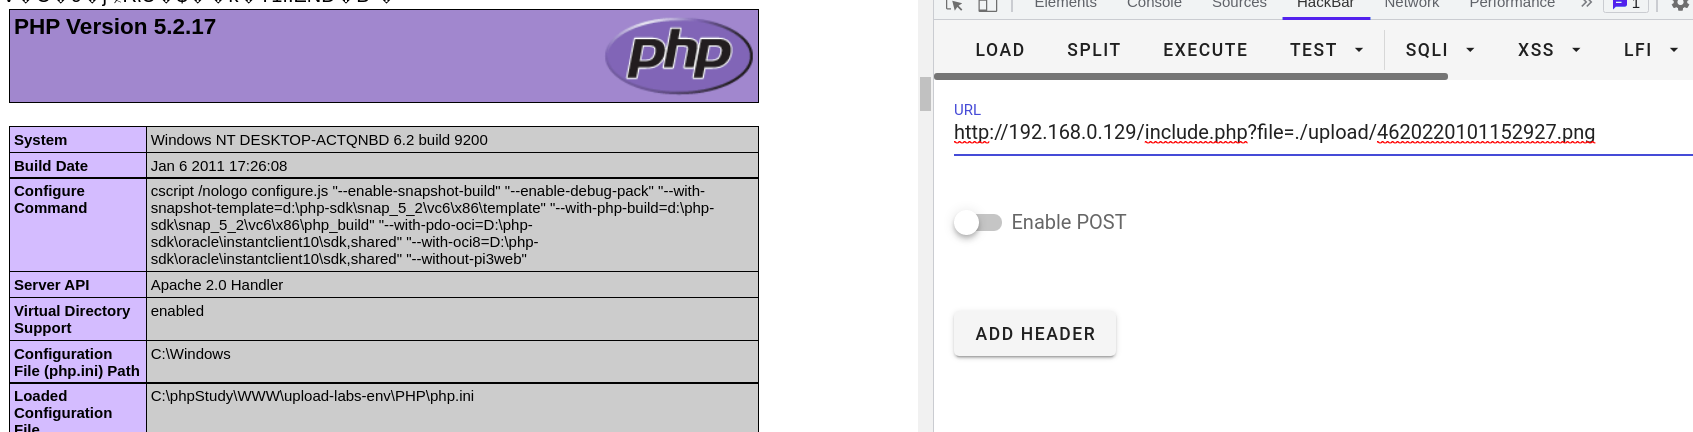 PHP Version 5.2.17
php
System Windows NT DESKTOP-ACTQNBD 6.2 build 9200
Build Date Jan 6 2011 17:26:08
Configure Command cscript /nologo configure.js "--enable-snapshot-build" "--enable-debug-pack" "--with-
snapshot-template=d:\php-sdk\snap_5_2\vc6\x86\template" "--with-php-build=d:\php-
sdk\snap_5_2\vc6\x86\php_build" "--with-pdo-oci=D:\php-
sdk\oracle\instantclient10\sdk,shared" "--with-oci8=D:\php-
sdk\oracle\instantclient10\sdk,shared" "--without-pi3web"
Server API Apache 2.0 Handler
Virtual Directory Support enabled
Configuration File (php.ini) Path C:\Windows
Loaded Configuration File C:\phpStudy\WWW\upload-labs-env\PHP\php.ini
Elements Console Sources HackBar Network Performance » 1
LOAD SPLIT EXECUTE TEST SQLI XSS LFI
URL
http://192.168.0.129/include.php?file=./upload/4620220101152927.png
Enable POST
ADD HEADER